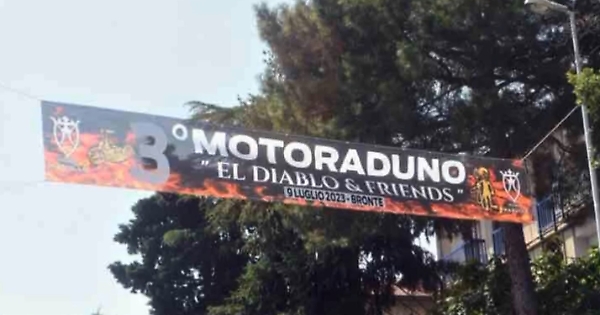 3° MOTORADUNO
" EL DIABLO & FRIENDS "
9 LUGLIO 2023 - BRONTE